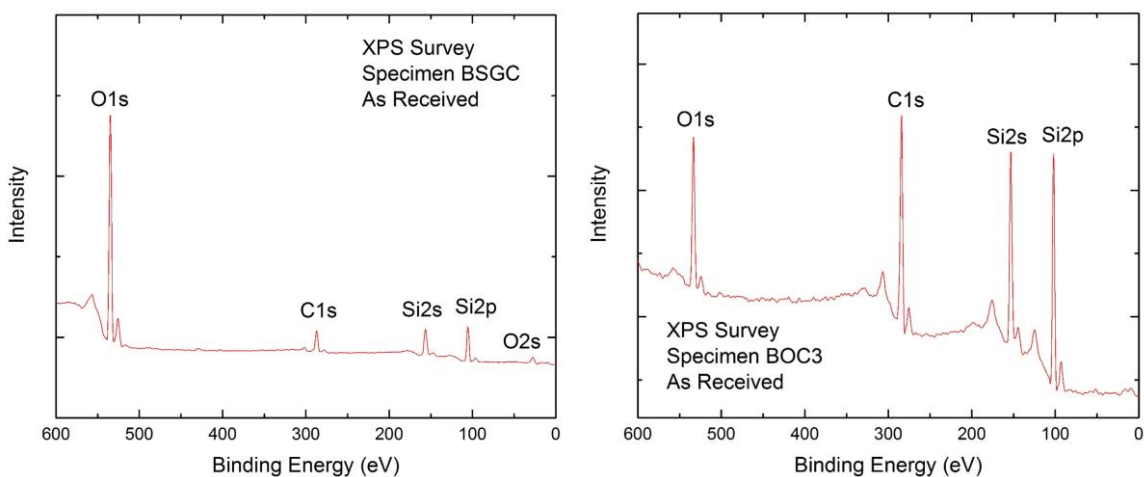 XPS Survey
Specimen BSGC
As Received
O1s
C1s
Si2s
Si2p
O2s
Intensity
600 500 400 300 200 100 0
Binding Energy (eV)
O1s
C1s
Si2s
Si2p
Intensity
XPS Survey
Specimen BOC3
As Received
600 500 400 300 200 100 0
Binding Energy (eV)